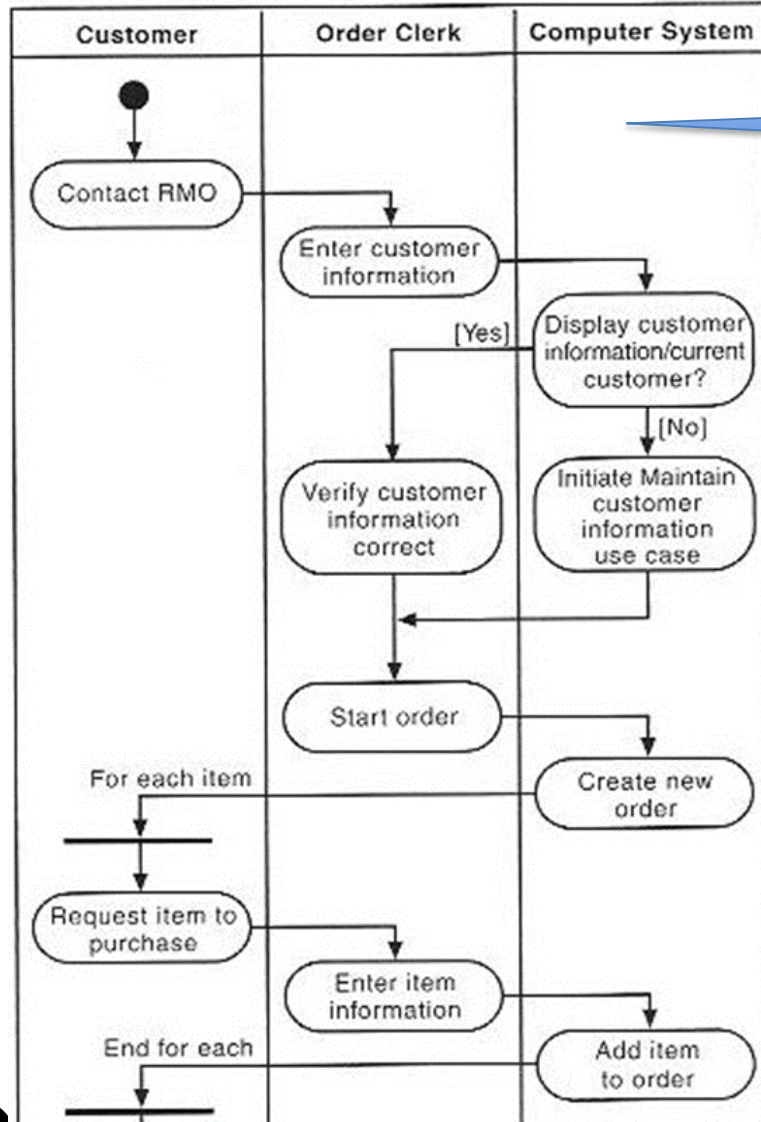 Customer
Order Clerk
Computer System
Contact RMO
Enter customer
information
Display customer
information/current
customer?
[Yes]
[No]
Verify customer
information
correct
Initiate Maintain
customer
information
use case
Start order
Create new
order
For each item
Request item to
purchase
Enter item
information
Add item
to order
End for each